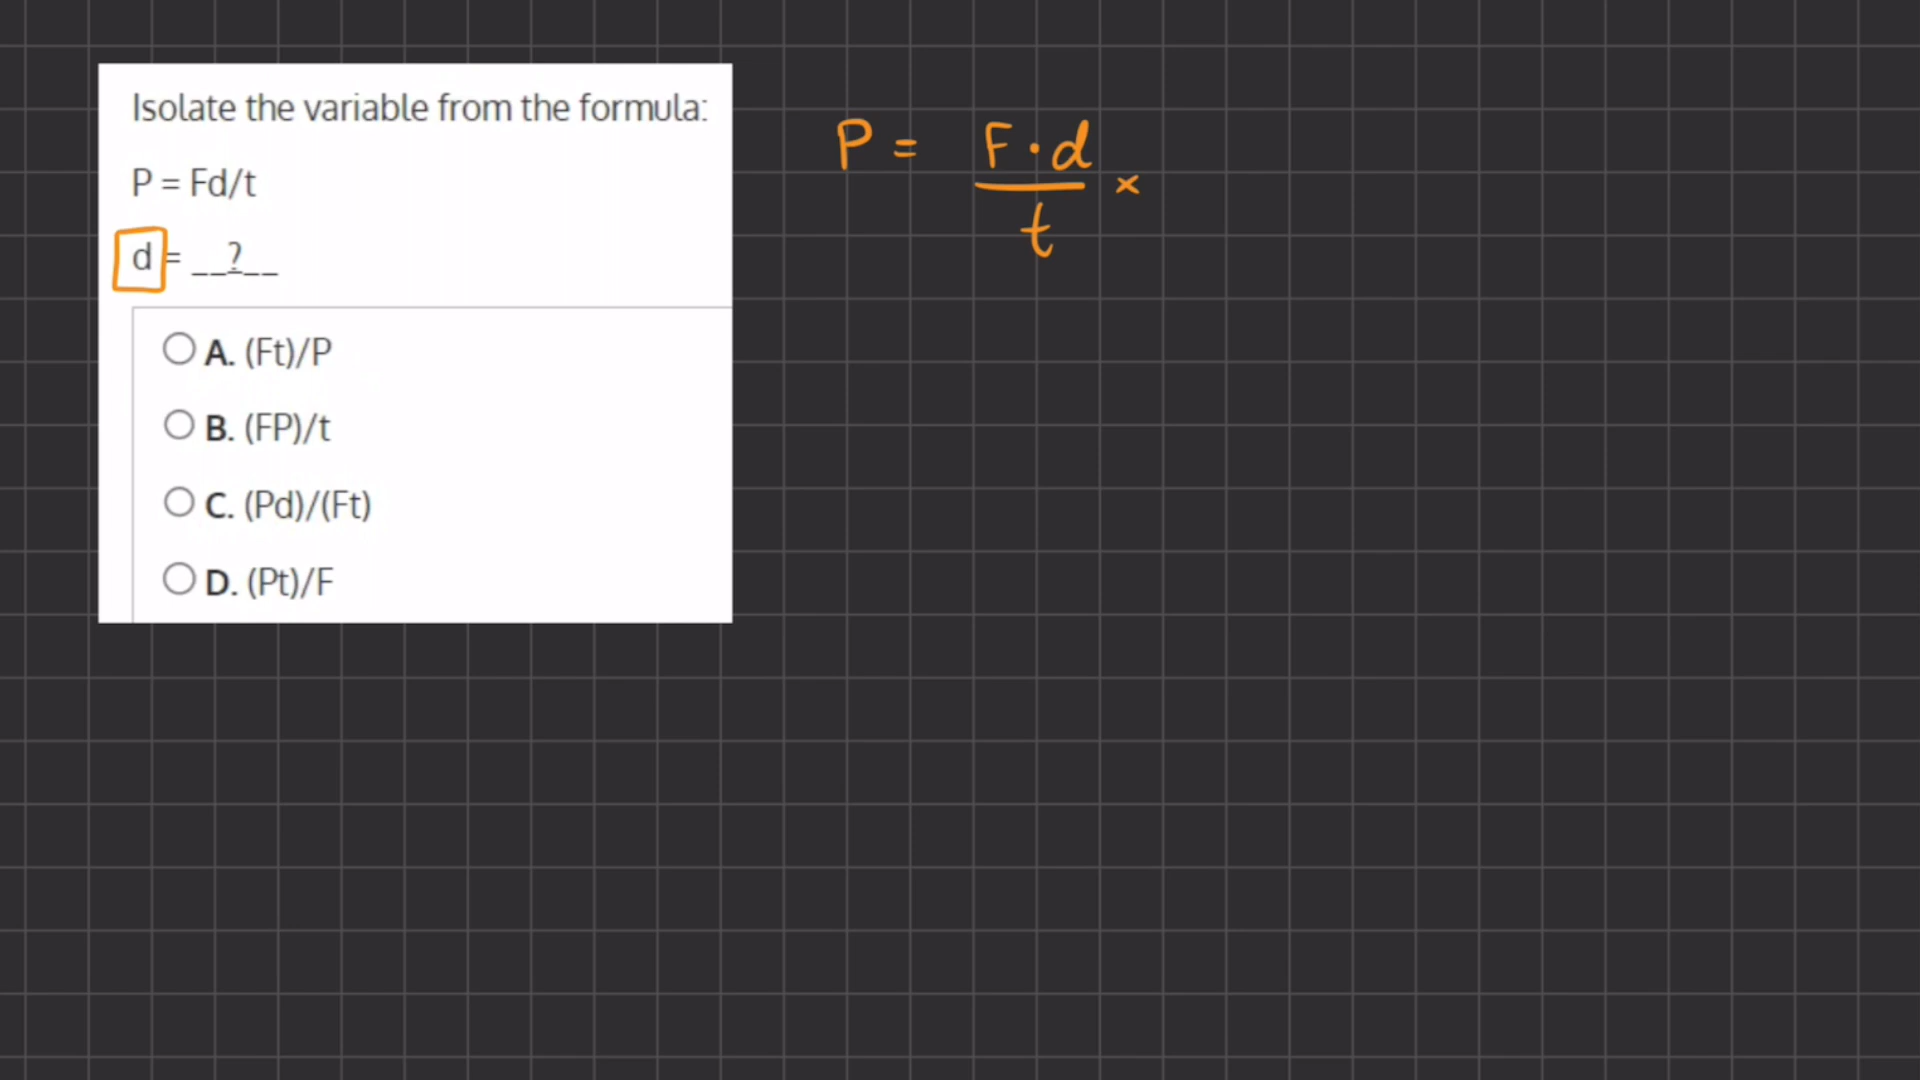 Isolate the variable from the formula:
P = Fd/t
d = __?__
A. (Ft)/P
B. (FP)/t
C. (Pd)/(Ft)
D. (Pt)/F
P = F·d ×
t